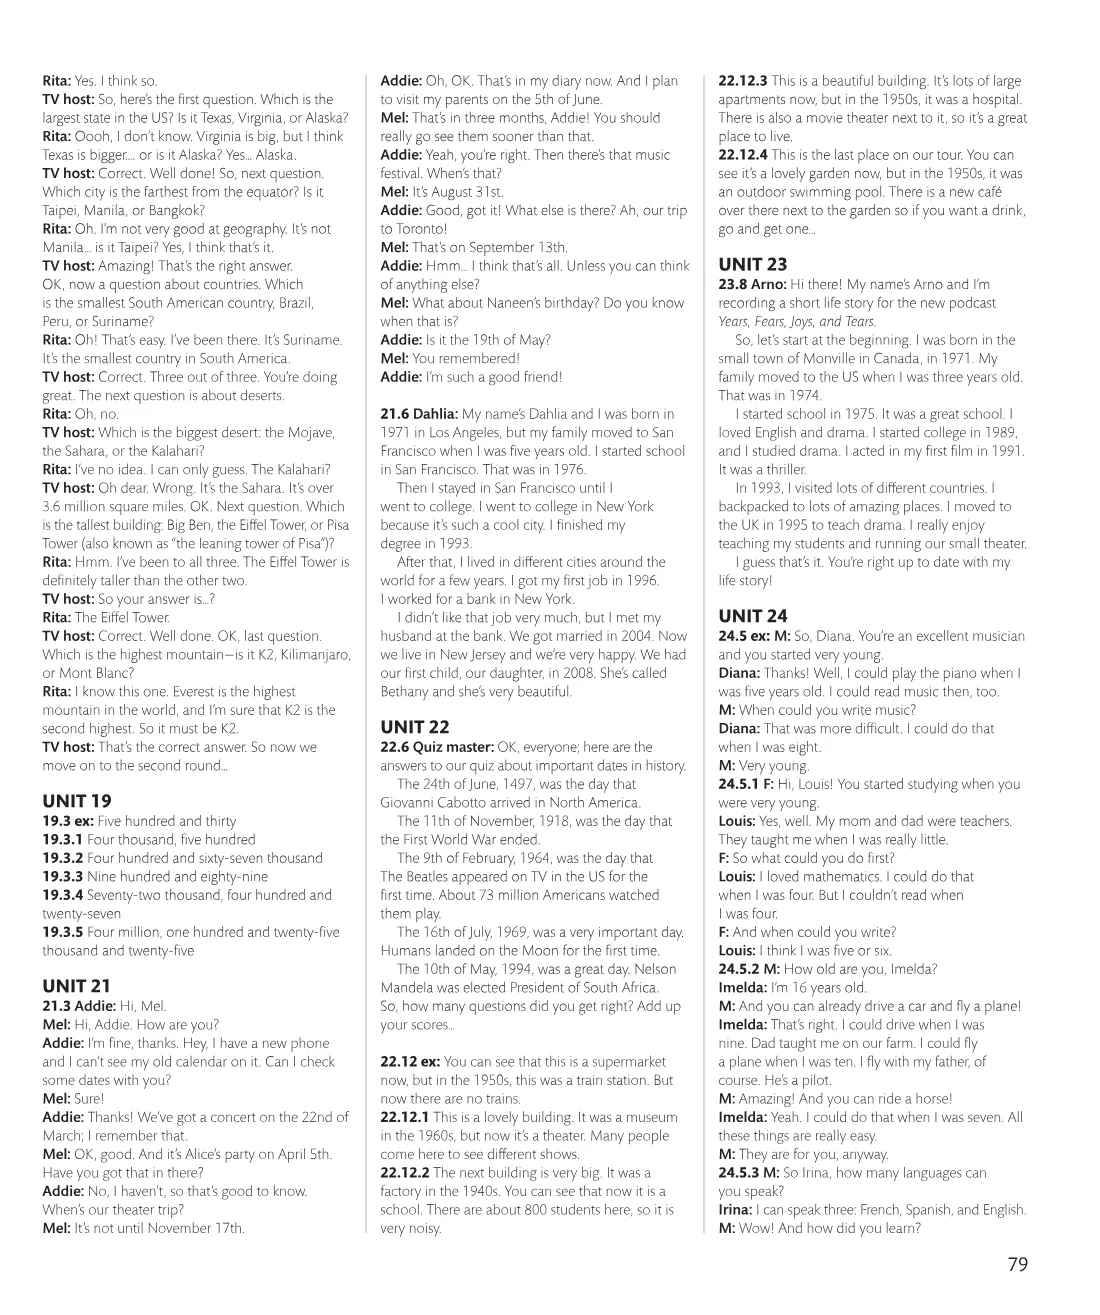 Rita: Yes. I think so.
TV host: So, here's the first question. Which is the
largest state in the US? Is it Texas, Virginia, or Alaska?
Rita: Oooh, I don't know. Virginia is big, but I think
Texas is bigger.... or is it Alaska? Yes... Alaska.
TV host: Correct. Well done! So, next question.
Which city is the farthest from the equator? Is it
Taipei, Manila, or Bangkok?
Rita: Oh. I'm not very good at geography. It's not
Manila... is it Taipei? Yes, I think that's it.
TV host: Amazing! That's the right answer.
OK, now a question about countries. Which
is the smallest South American country, Brazil,
Peru, or Suriname?
Rita: Oh! That's easy. I've been there. It's Suriname.
It's the smallest country in South America.
TV host: Correct. Three out of three. You're doing
great. The next question is about deserts.
Rita: Oh, no.
TV host: Which is the biggest desert: the Mojave,
the Sahara, or the Kalahari?
Rita: I've no idea. I can only guess. The Kalahari?
TV host: Oh dear. Wrong. It's the Sahara. It's over
3.6 million square miles. OK. Next question. Which
is the tallest building: Big Ben, the Eiffel Tower, or Pisa
Tower (also known as "the leaning tower of Pisa")?
Rita: Hmm. I've been to all three. The Eiffel Tower is
definitely taller than the other two.
TV host: So your answer is...?
Rita: The Eiffel Tower.
TV host: Correct. Well done. OK, last question.
Which is the highest mountain—is it K2, Kilimanjaro,
or Mont Blanc?
Rita: I know this one. Everest is the highest
mountain in the world, and I'm sure that K2 is the
second highest. So it must be K2.
TV host: That's the correct answer. So now we
move on to the second round...
UNIT 19
19.3 ex: Five hundred and thirty
19.3.1 Four thousand, five hundred
19.3.2 Four hundred and sixty-seven thousand
19.3.3 Nine hundred and eighty-nine
19.3.4 Seventy-two thousand, four hundred and
twenty-seven
19.3.5 Four million, one hundred and twenty-five
thousand and twenty-five
UNIT 21
21.3 Addie: Hi, Mel.
Mel: Hi, Addie. How are you?
Addie: I'm fine, thanks. Hey, I have a new phone
and I can't see my old calendar on it. Can I check
some dates with you?
Mel: Sure!
Addie: Thanks! We've got a concert on the 22nd of
March; I remember that.
Mel: OK, good. And it's Alice's party on April 5th.
Have you got that in there?
Addie: No, I haven't, so that's good to know.
When's our theater trip?
Mel: It's not until November 17th.
Addie: Oh, OK. That's in my diary now. And I plan
to visit my parents on the 5th of June.
Mel: That's in three months, Addie! You should
really go see them sooner than that.
Addie: Yeah, you're right. Then there's that music
festival. When's that?
Mel: It's August 31st.
Addie: Good, got it! What else is there? Ah, our trip
to Toronto!
Mel: That's on September 13th.
Addie: Hmm... I think that's all. Unless you can think
of anything else?
Mel: What about Naneen's birthday? Do you know
when that is?
Addie: Is it the 19th of May?
Mel: You remembered!
Addie: I'm such a good friend!
21.6 Dahlia: My name's Dahlia and I was born in
1971 in Los Angeles, but my family moved to San
Francisco when I was five years old. I started school
in San Francisco. That was in 1976.
Then I stayed in San Francisco until I
went to college. I went to college in New York
because it's such a cool city. I finished my
degree in 1993.
After that, I lived in different cities around the
world for a few years. I got my first job in 1996.
I worked for a bank in New York.
I didn't like that job very much, but I met my
husband at the bank. We got married in 2004. Now
we live in New Jersey and we're very happy. We had
our first child, our daughter, in 2008. She's called
Bethany and she's very beautiful.
UNIT 22
22.6 Quiz master: OK, everyone; here are the
answers to our quiz about important dates in history.
The 24th of June, 1497, was the day that
Giovanni Cabotto arrived in North America.
The 11th of November, 1918, was the day that
the First World War ended.
The 9th of February, 1964, was the day that
The Beatles appeared on TV in the US for the
first time. About 73 million Americans watched
them play.
The 16th of July, 1969, was a very important day.
Humans landed on the Moon for the first time.
The 10th of May, 1994, was a great day. Nelson
Mandela was elected President of South Africa.
So, how many questions did you get right? Add up
your scores...
22.12 ex: You can see that this is a supermarket
now, but in the 1950s, this was a train station. But
now there are no trains.
22.12.1 This is a lovely building. It was a museum
in the 1960s, but now it's a theater. Many people
come here to see different shows.
22.12.2 The next building is very big. It was a
factory in the 1940s. You can see that now it is a
school. There are about 800 students here, so it is
very noisy.
22.12.3 This is a beautiful building. It's lots of large
apartments now, but in the 1950s, it was a hospital.
There is also a movie theater next to it, so it's a great
place to live.
22.12.4 This is the last place on our tour. You can
see it's a lovely garden now, but in the 1950s, it was
an outdoor swimming pool. There is a new café
over there next to the garden so if you want a drink,
go and get one...
UNIT 23
23.8 Arno: Hi there! My name's Arno and I'm
recording a short life story for the new podcast
Years, Fears, Joys, and Tears.
So, let's start at the beginning. I was born in the
small town of Monville in Canada, in 1971. My
family moved to the US when I was three years old.
That was in 1974.
I started school in 1975. It was a great school. I
loved English and drama. I started college in 1989,
and I studied drama. I acted in my first film in 1991.
It was a thriller.
In 1993, I visited lots of different countries. I
backpacked to lots of amazing places. I moved to
the UK in 1995 to teach drama. I really enjoy
teaching my students and running our small theater.
I guess that's it. You're right up to date with my
life story!
UNIT 24
24.5 ex: M: So, Diana. You're an excellent musician
and you started very young.
Diana: Thanks! Well, I could play the piano when I
was five years old. I could read music then, too.
M: When could you write music?
Diana: That was more difficult. I could do that
when I was eight.
M: Very young.
24.5.1 F: Hi, Louis! You started studying when you
were very young.
Louis: Yes, well. My mom and dad were teachers.
They taught me when I was really little.
F: So what could you do first?
Louis: I loved mathematics. I could do that
when I was four. But I couldn't read when
I was four.
F: And when could you write?
Louis: I think I was five or six.
24.5.2 M: How old are you, Imelda?
Imelda: I'm 16 years old.
M: And you can already drive a car and fly a plane!
Imelda: That's right. I could drive when I was
nine. Dad taught me on our farm. I could fly
a plane when I was ten. I fly with my father, of
course. He's a pilot.
M: Amazing! And you can ride a horse!
Imelda: Yeah. I could do that when I was seven. All
these things are really easy.
M: They are for you, anyway.
24.5.3 M: So Irina, how many languages can
you speak?
Irina: I can speak three: French, Spanish, and English.
M: Wow! And how did you learn?
79